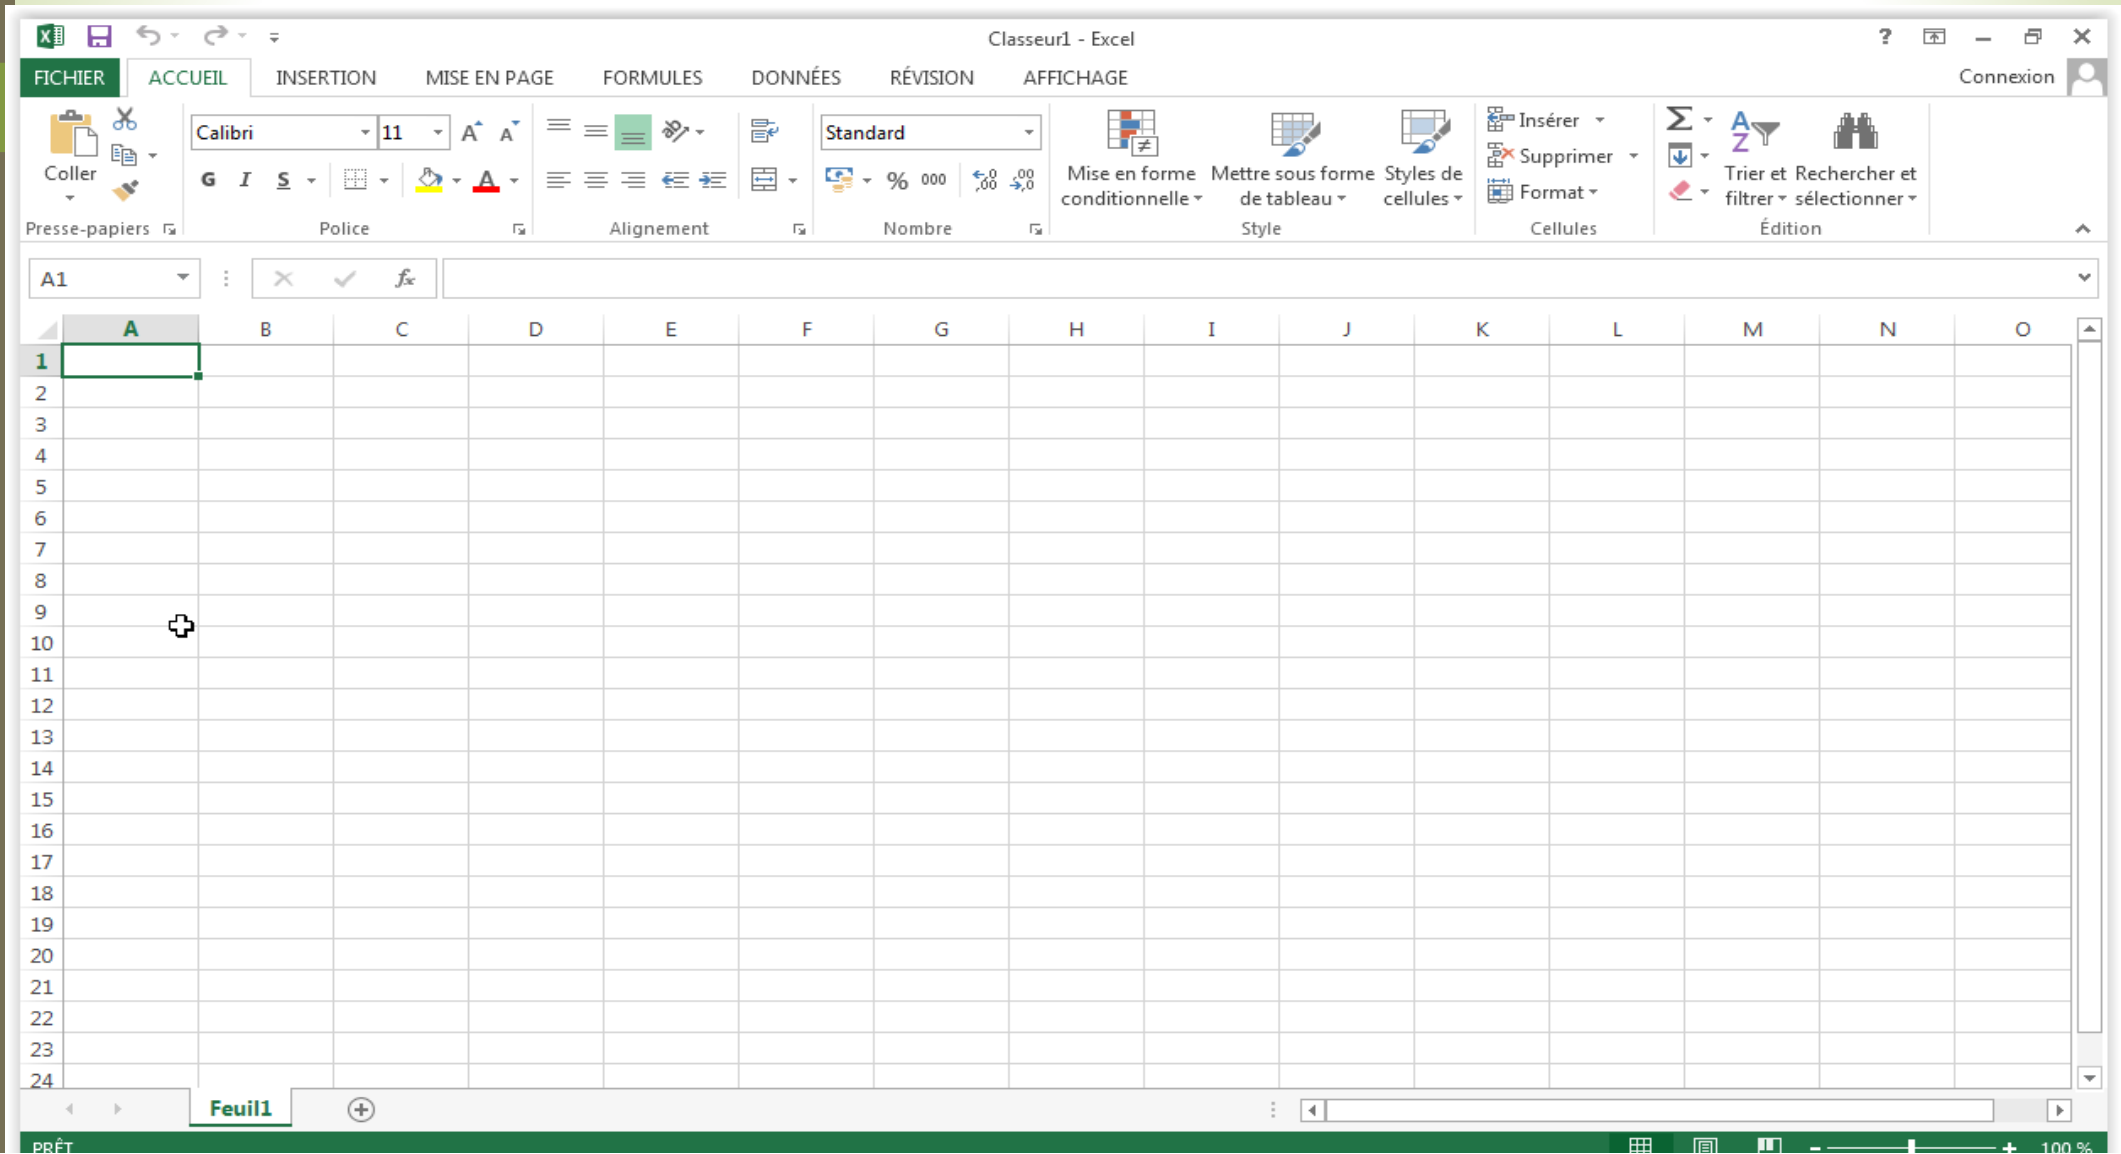 Classeur1 - Excel
?
FICHIER ACCUEIL INSERTION MISE EN PAGE FORMULES DONNÉES RÉVISION AFFICHAGE Connexion
Calibri 11 A A Standard Insérer
Coller G I S A % 000 Mise en forme conditionnelle Mettre sous forme de tableau Styles de cellules Supprimer Trier et filtrer Rechercher et sélectionner
Format
Presse-papiers Police Alignement Nombre Style Cellules Édition
A1 fx
A B C D E F G H I J K L M N O
1
2
3
4
5
6
7
8
9
10
11
12
13
14
15
16
17
18
19
20
21
22
23
24
Feuil1
PRÊT 100 %